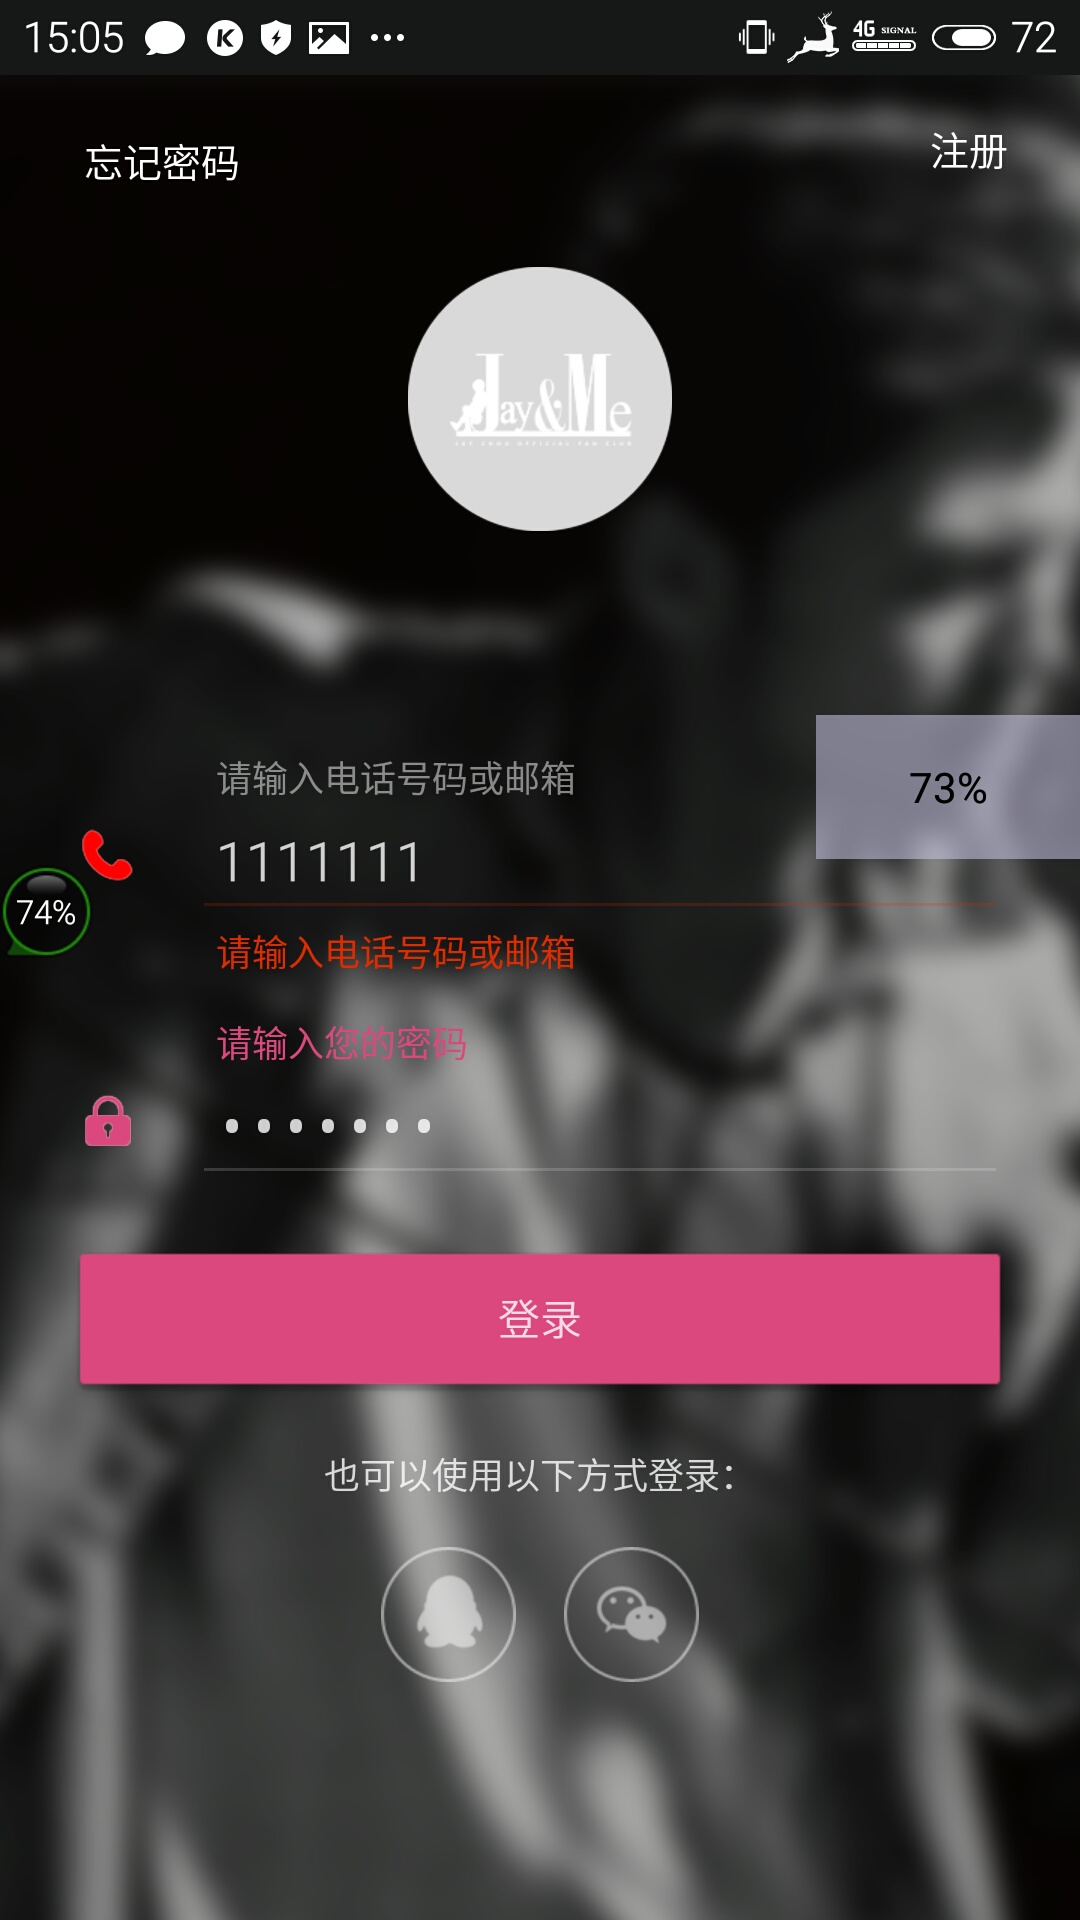 15:05
4G SIGNAL
72
忘记密码
注册
Jay&Me
请输入电话号码或邮箱
73%
1111111
74%
请输入电话号码或邮箱
请输入您的密码
•••••••
登录
也可以使用以下方式登录：